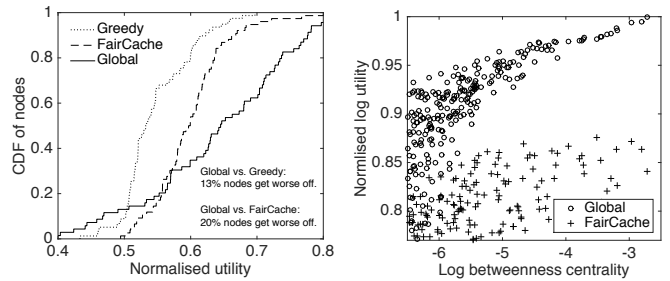 1
0.8
0.6
0.4
0.2
0
CDF of nodes
Greedy
FairCache
Global
Global vs. Greedy:
13% nodes get worse off.
Global vs. FairCache:
20% nodes get worse off.
0.4 0.5 0.6 0.7 0.8
Normalised utility
1
0.95
0.9
0.85
0.8
Normlised log utility
Global
FairCache
-6 -5 -4 -3
Log betweenness centrality